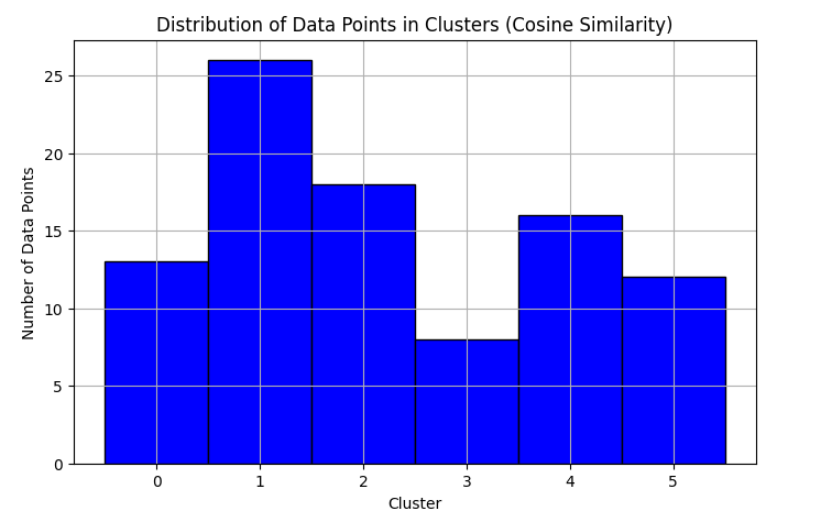 Distribution of Data Points in Clusters (Cosine Similarity)
Number of Data Points
25
20
15
10
5
0
0 1 2 3 4 5
Cluster